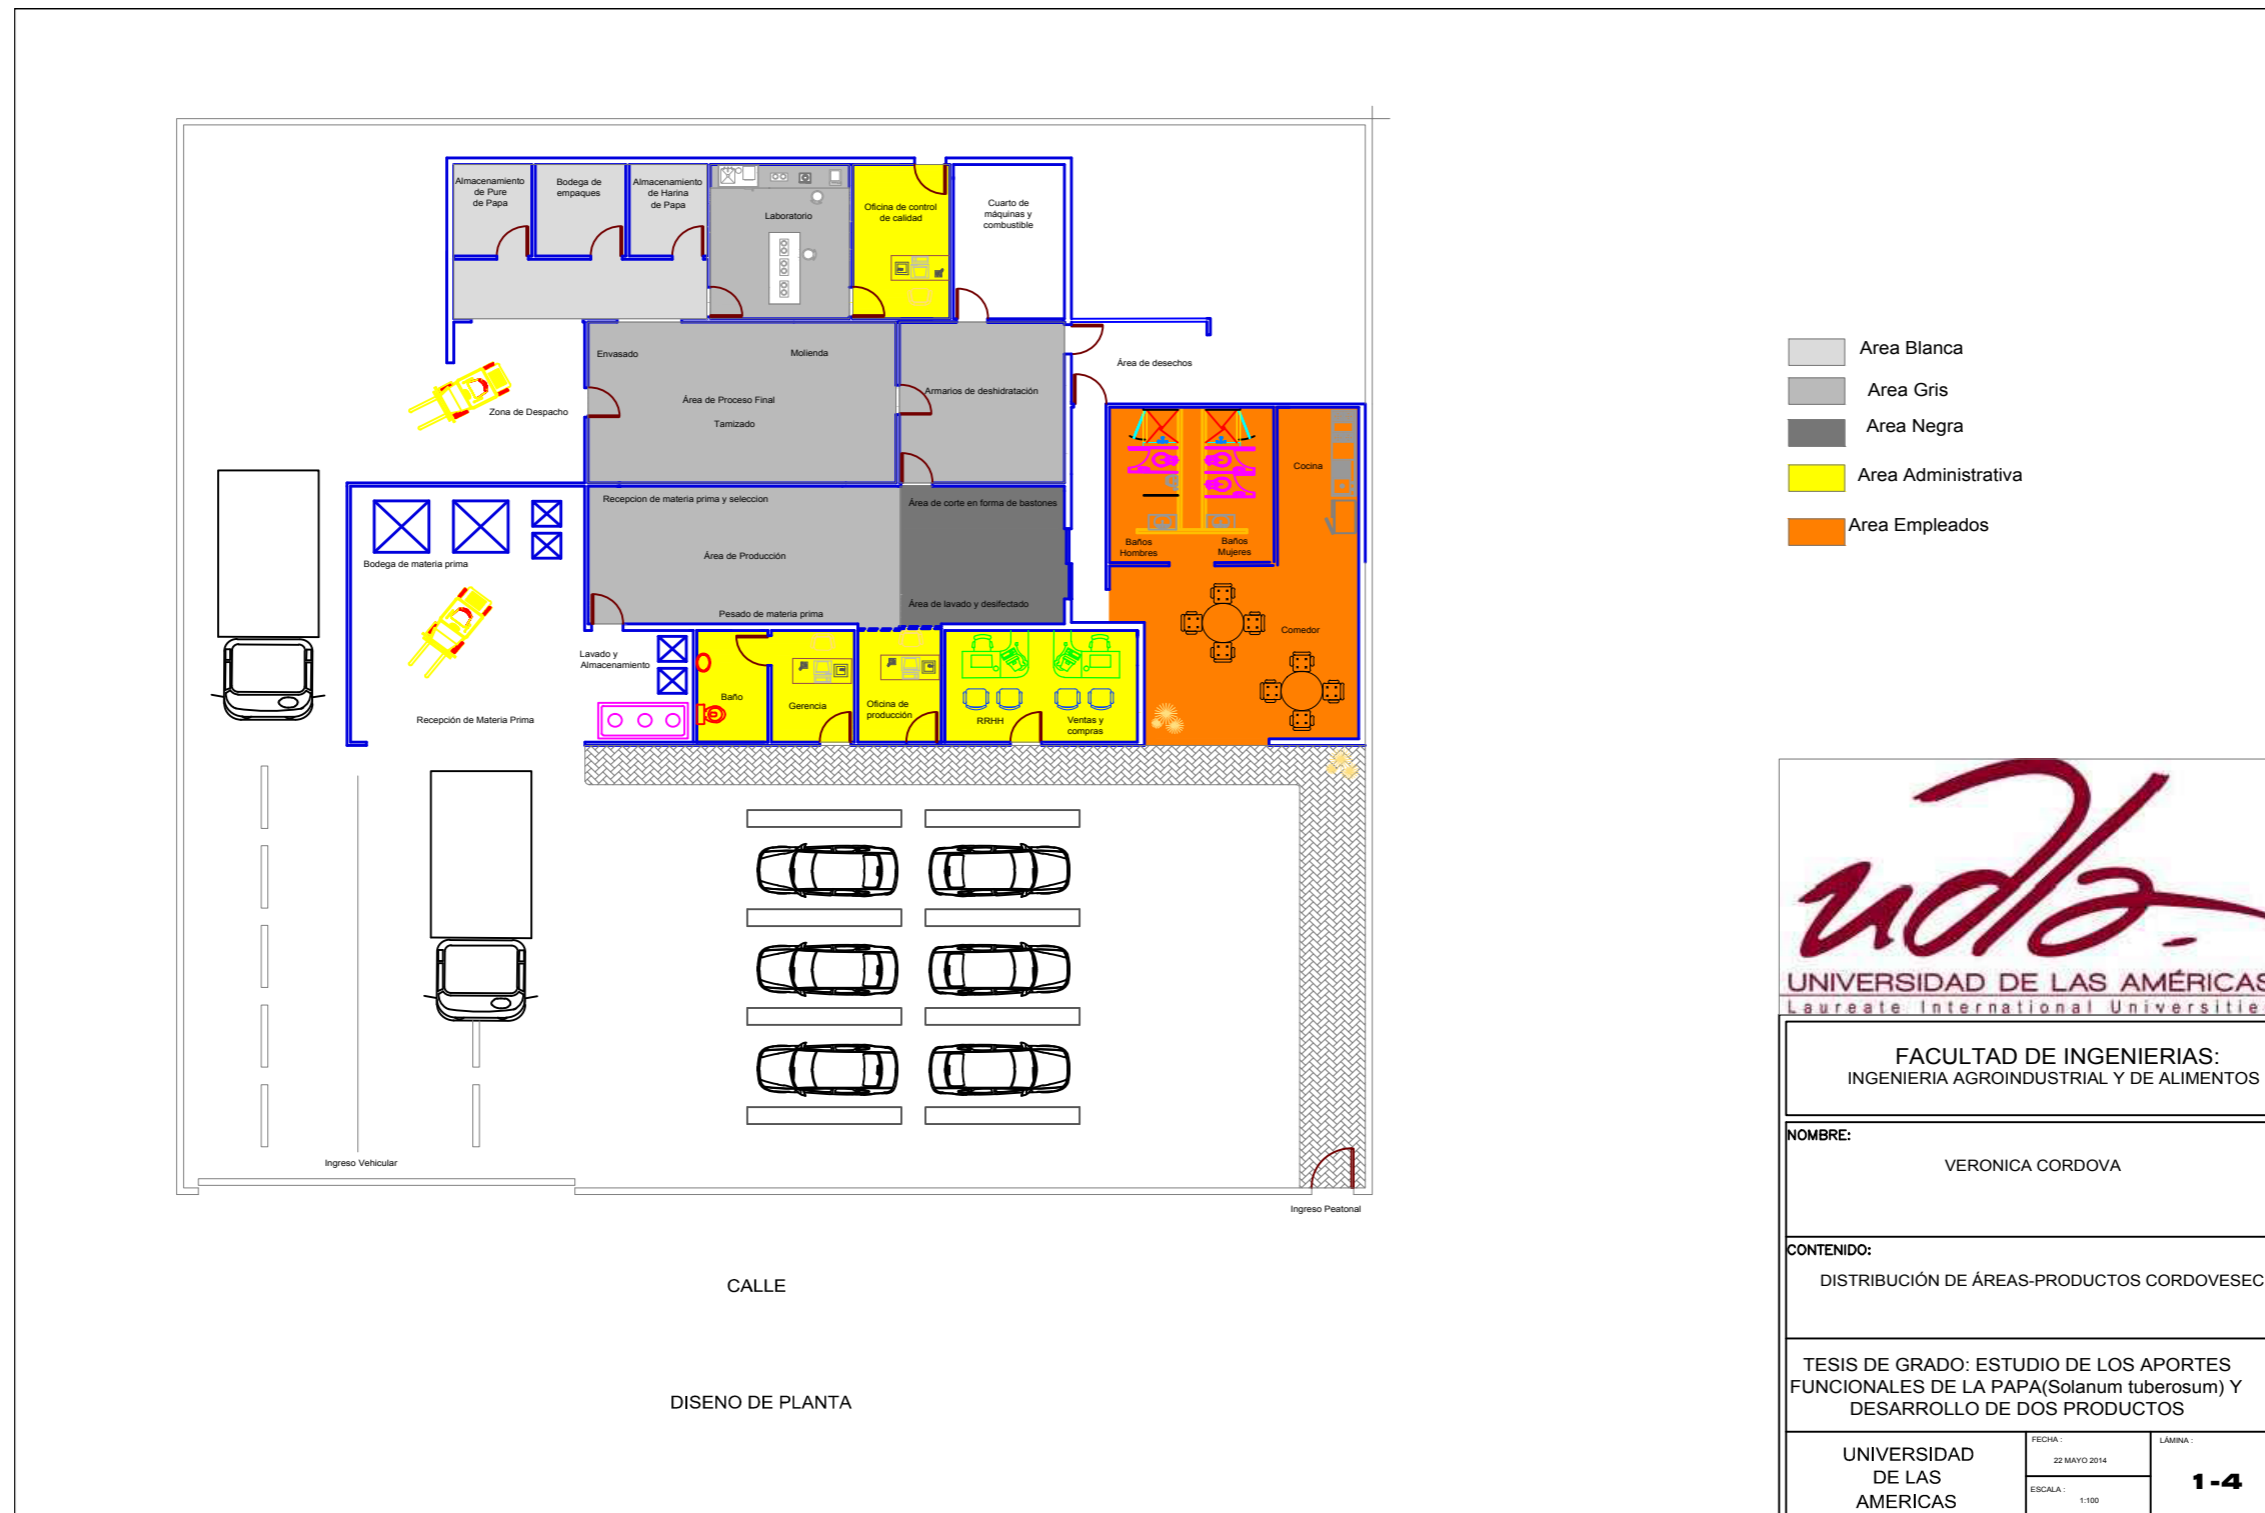 Almacenamiento
de Pure
de Papa
Bodega de
empaques
Almacenamiento
de Harina
de Papa
Laboratorio
Oficina de control
de calidad
Cuarto de
máquinas y
combustible
Envasado
Molienda
Área de Proceso Final
Tamizado
Armarios de deshidratación
Área de desechos
Zona de Despacho
Recepcion de materia prima y seleccion
Área de corte en forma de bastones
Bodega de materia prima
Área de Producción
Pesado de materia prima
Área de lavado y desifectado
Baños
Hombres
Baños
Mujeres
Cocina
Comedor
Lavado y
Almacenamiento
Recepción de Materia Prima
Baño
Gerencia
Oficina de
producción
RRHH
Ventas y
compras
Ingreso Vehicular
Ingreso Peatonal
CALLE
DISENO DE PLANTA
Area Blanca
Area Gris
Area Negra
Area Administrativa
Area Empleados
udla
UNIVERSIDAD DE LAS AMÉRICAS
Laureate International Universitie
FACULTAD DE INGENIERIAS:
INGENIERIA AGROINDUSTRIAL Y DE ALIMENTOS
NOMBRE:
VERONICA CORDOVA
CONTENIDO:
DISTRIBUCIÓN DE ÁREAS-PRODUCTOS CORDOVESEC
TESIS DE GRADO: ESTUDIO DE LOS APORTES
FUNCIONALES DE LA PAPA(Solanum tuberosum) Y
DESARROLLO DE DOS PRODUCTOS
UNIVERSIDAD
DE LAS
AMERICAS
FECHA :
22 MAYO 2014
ESCALA :
1:100
LÁMINA :
1-4